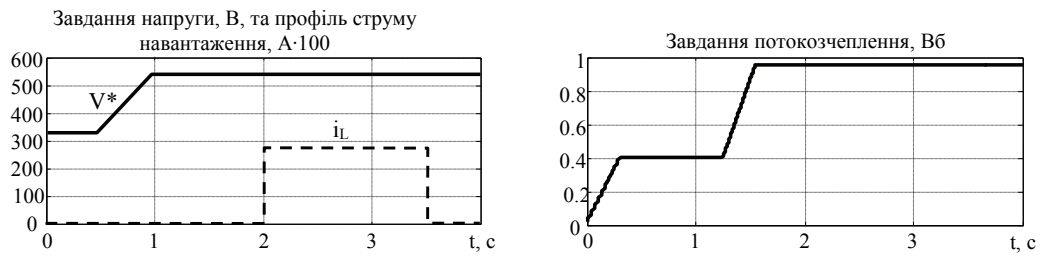 Завдання напруги, В, та профіль струму
навантаження, А·100
600
500
400
300
200
100
0
V*
i_L
0 1 2 3 t, с
Завдання потокозчеплення, Вб
1
0.8
0.6
0.4
0.2
0
0 1 2 3 t, с